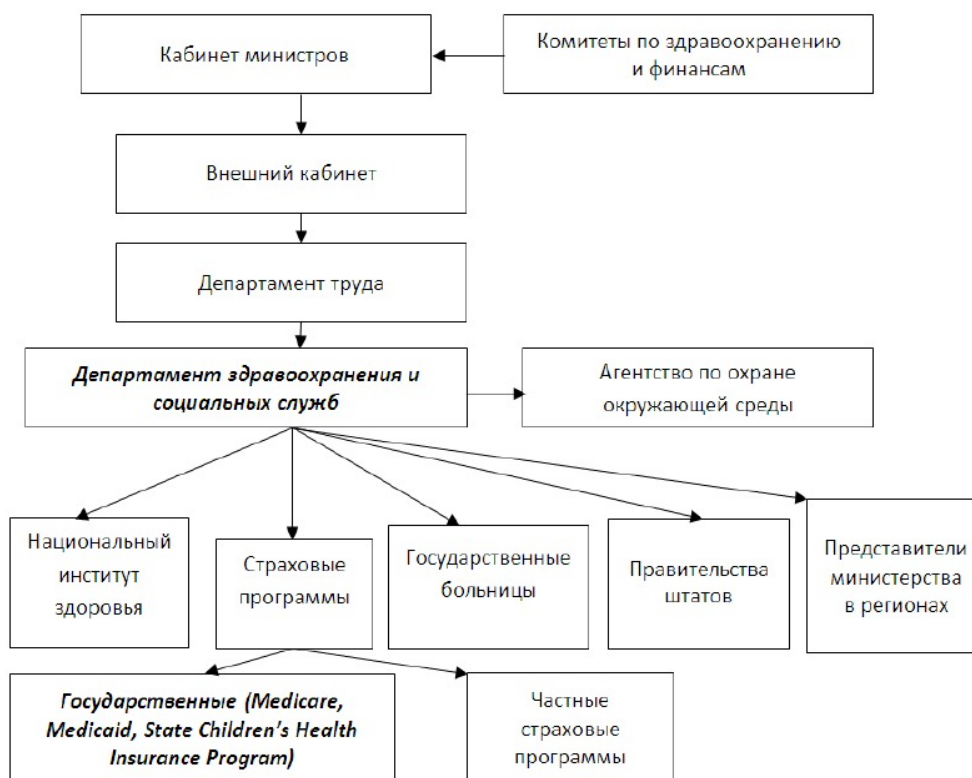 Кабинет министров
Комитеты по здравоохранению
и финансам
Внешний кабинет
Департамент труда
Департамент здравоохранения и
социальных служб
Агентство по охране
окружающей среды
Национальный
институт
здоровья
Страховые
программы
Государственные
больницы
Правительства
штатов
Представители
министерства
в регионах
Государственные (Medicare,
Medicaid, State Children’s Health
Insurance Program)
Частные
страховые
программы